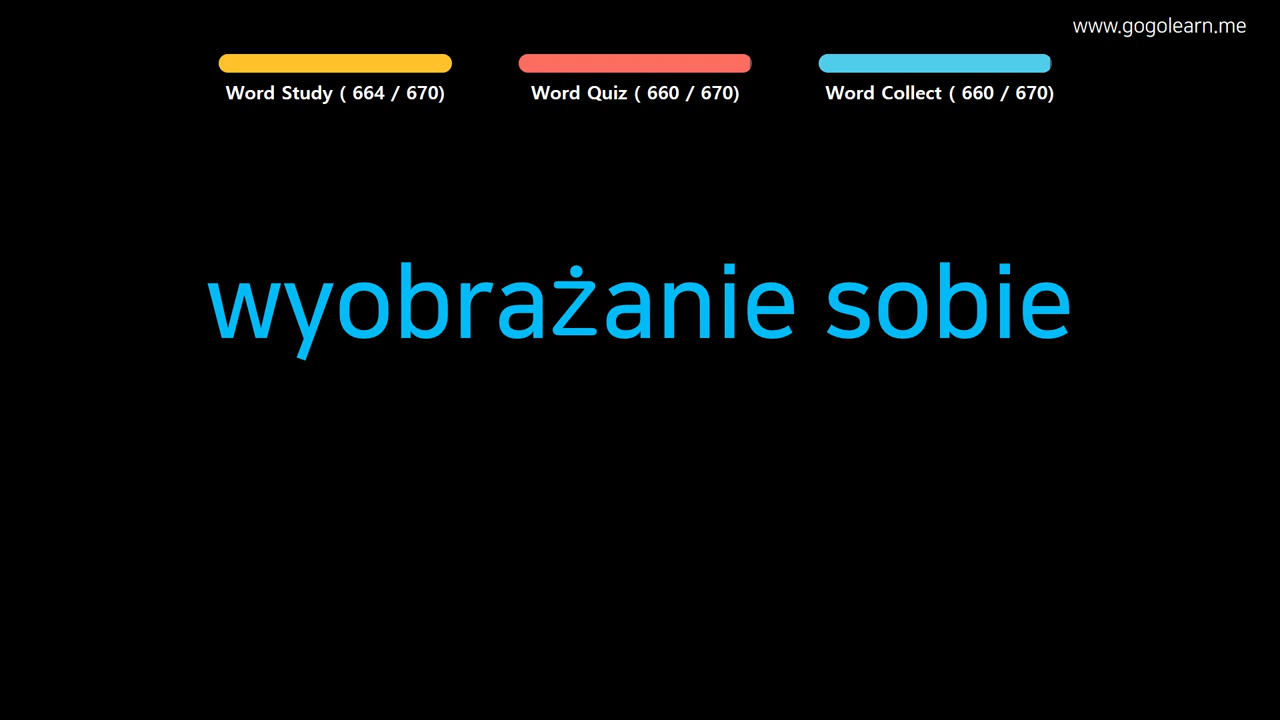 www.gogolearn.me
Word Study ( 664 / 670)
Word Quiz ( 660 / 670)
Word Collect ( 660 / 670)
wyobrażanie sobie